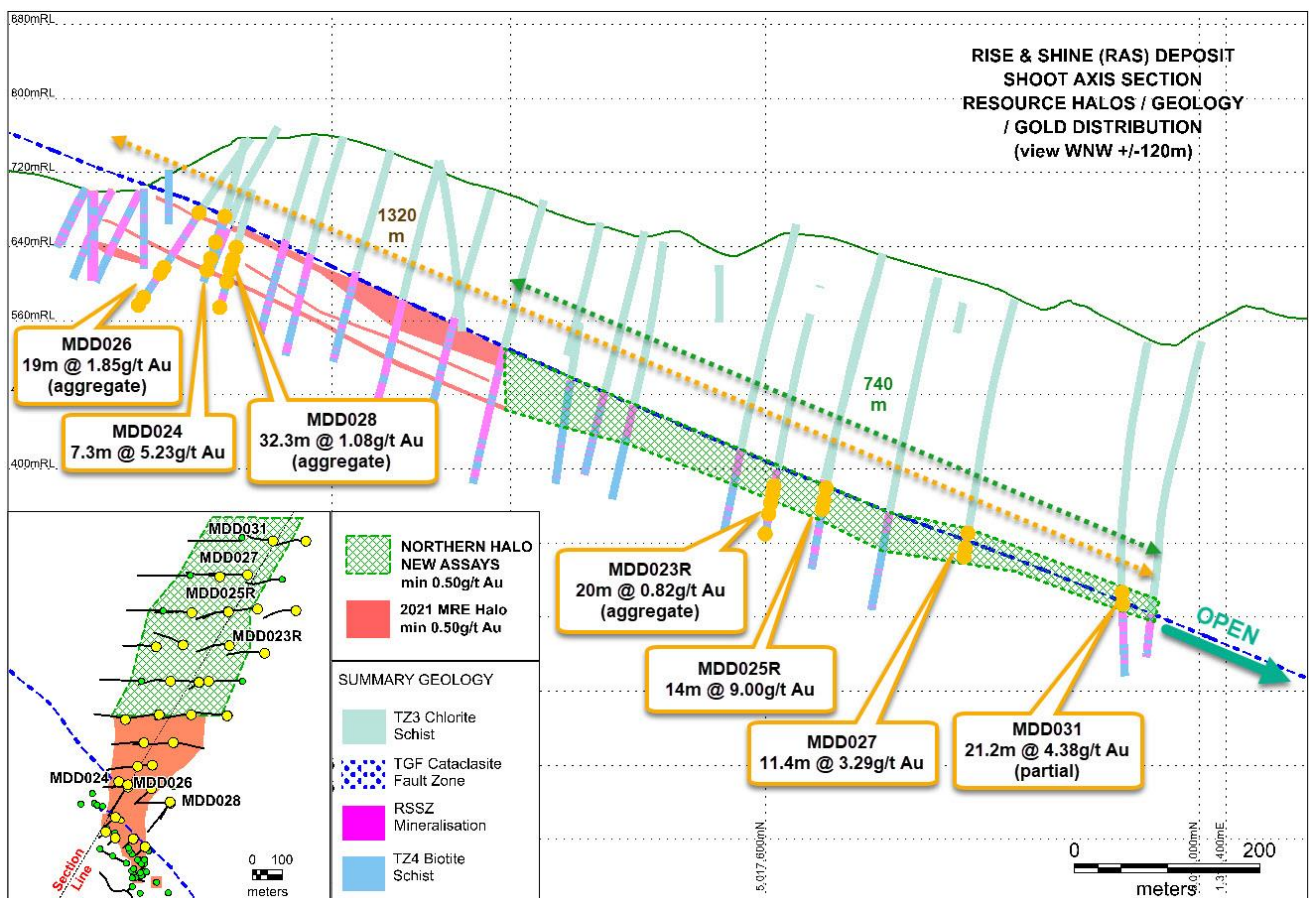 880mRL
800mRL
720mRL
640mRL
560mRL
400mRL
RISE & SHINE (RAS) DEPOSIT
SHOOT AXIS SECTION
RESOURCE HALOS / GEOLOGY
/ GOLD DISTRIBUTION
(view WNW +/-120m)
1320
m
740
m
MDD026
19m @ 1.85g/t Au
(aggregate)
MDD024
7.3m @ 5.23g/t Au
MDD028
32.3m @ 1.08g/t Au
(aggregate)
MDD023R
20m @ 0.82g/t Au
(aggregate)
MDD025R
14m @ 9.00g/t Au
MDD027
11.4m @ 3.29g/t Au
MDD031
21.2m @ 4.38g/t Au
(partial)
OPEN
MDD031
MDD027
MDD025R
MDD023R
MDD024
MDD026
MDD028
Section
Line
0 100
meters
NORTHERN HALO
NEW ASSAYS
min 0.50g/t Au
2021 MRE Halo
min 0.50g/t Au
SUMMARY GEOLOGY
TZ3 Chlorite
Schist
TGF Cataclasite
Fault Zone
RSSZ
Mineralisation
TZ4 Biotite
Schist
5,017,600mN
0 200
meters